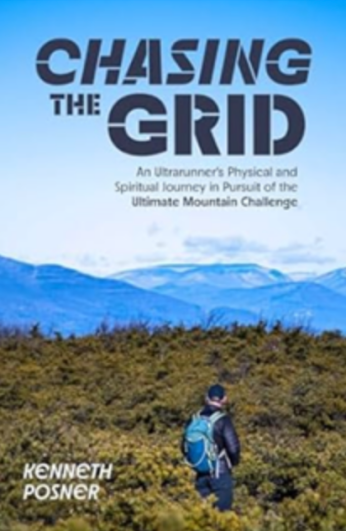 CHASING
THE GRID
An Ultrarunner's Physical and
Spiritual Journey in Pursuit of the
Ultimate Mountain Challenge
KENNETH
POSNER